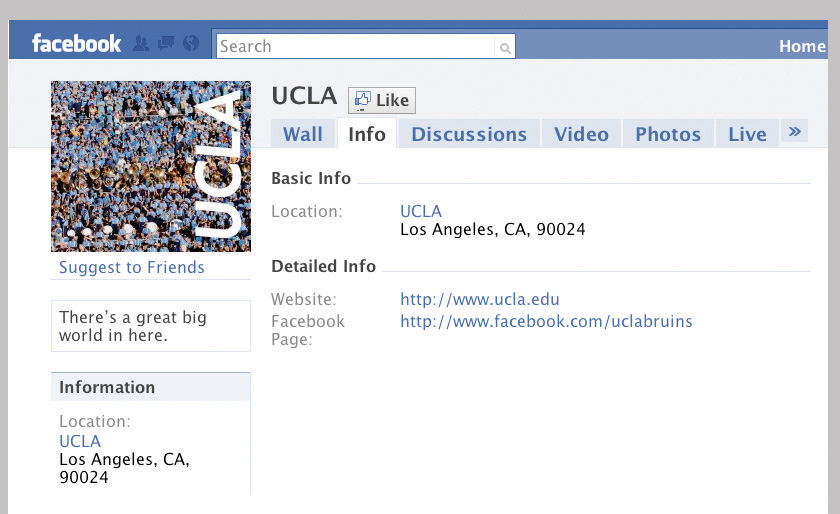 facebook
Search
Home
UCLA
UCLA
Like
Wall
Info
Discussions
Video
Photos
Live
»
Basic Info
Location:
UCLA
Los Angeles, CA, 90024
Suggest to Friends
Detailed Info
Website:
http://www.ucla.edu
Facebook
Page:
http://www.facebook.com/uclabruins
There's a great big
world in here.
Information
Location:
UCLA
Los Angeles, CA,
90024